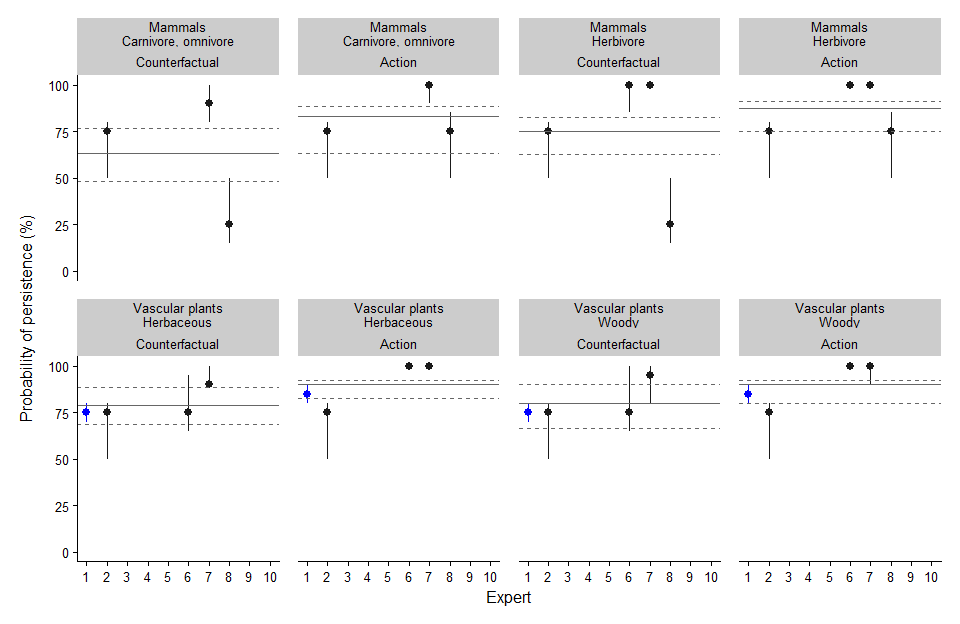 Mammals Mammals Mammals Mammals
Carnivore, omnivore Carnivore, omnivore Herbivore Herbivore
Counterfactual Action Counterfactual Action
100
75
50
25
0
Probability of persistence (%)
Vascular plants Vascular plants Vascular plants Vascular plants
Herbaceous Herbaceous Woody Woody
Counterfactual Action Counterfactual Action
100
75
50
25
0
1 2 3 4 5 6 7 8 9 10 1 2 3 4 5 6 7 8 9 10 1 2 3 4 5 6 7 8 9 10 1 2 3 4 5 6 7 8 9 10
Expert